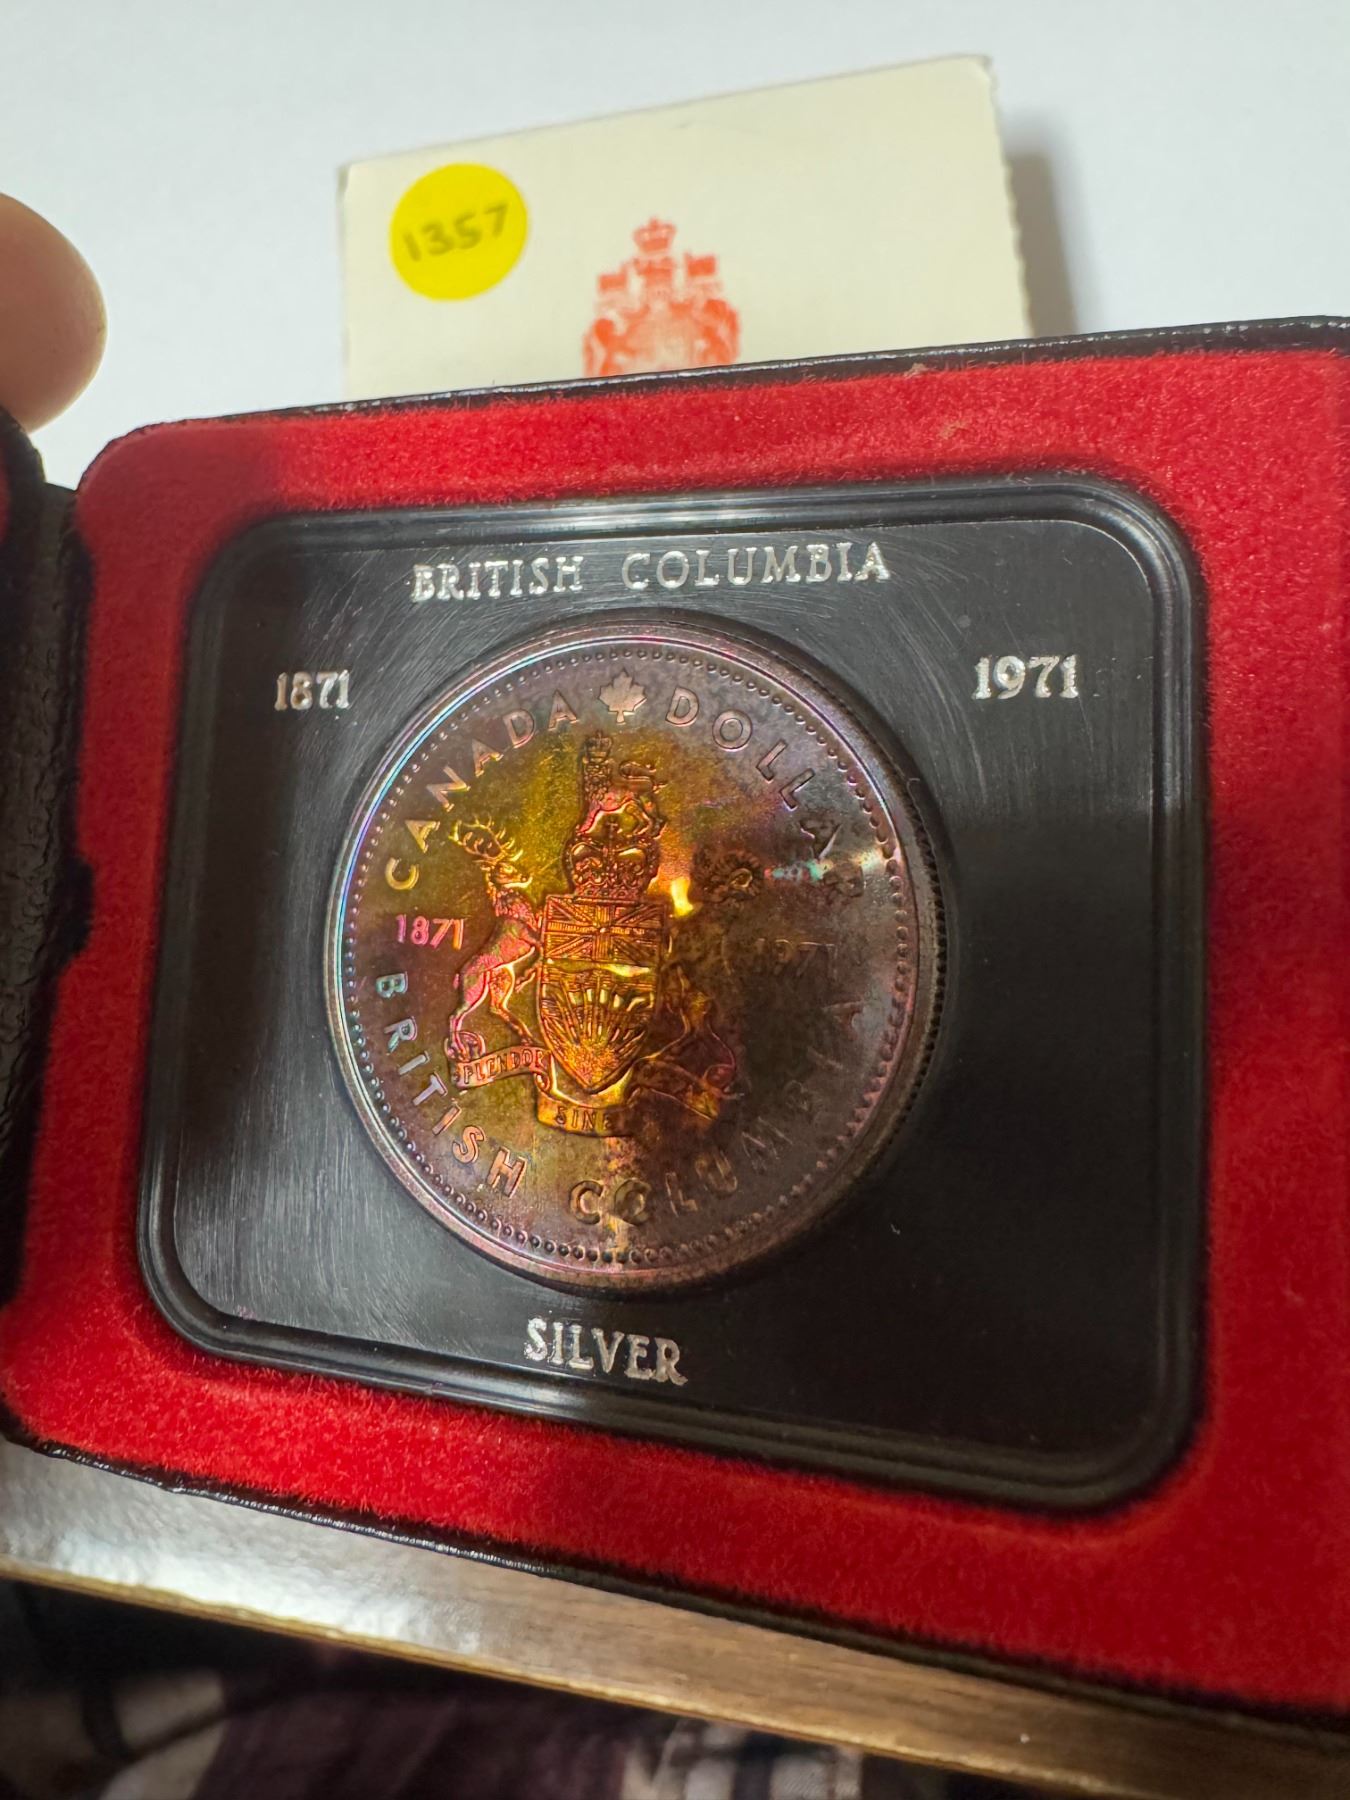 1357
BRITISH COLUMBIA
1871
1971
CANADA DOLLAR
1871
1971
SPLENDOR
SINE
BRITISH COLUMBIA
SILVER